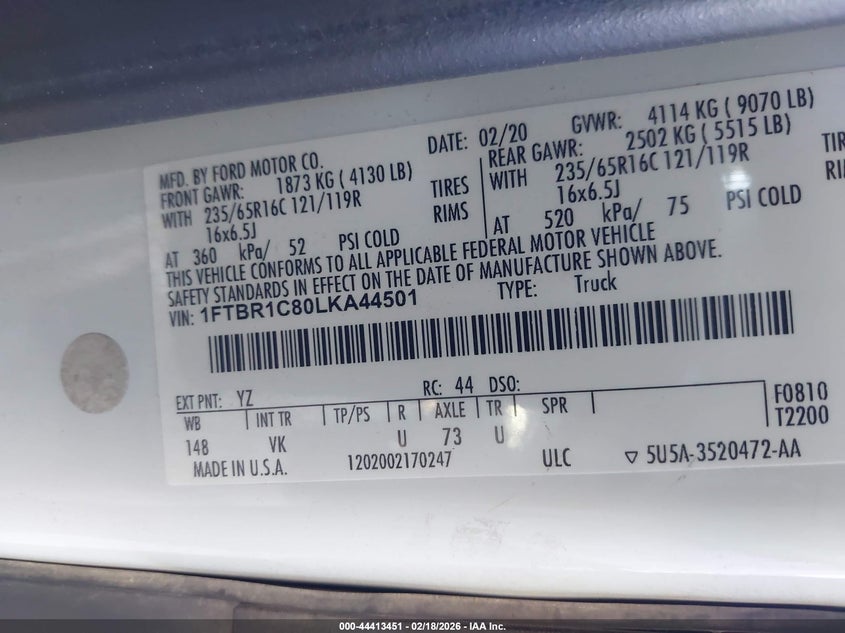 MFD. BY FORD MOTOR CO.
DATE: 02/20
GVWR: 4114 KG ( 9070 LB)
FRONT GAWR: 1873 KG ( 4130 LB)
REAR GAWR: 2502 KG ( 5515 LB)
WITH 235/65R16C 121/119R TIRES
WITH 235/65R16C 121/119R TIR
16x6.5J RIMS
16x6.5J RIM
AT 360 kPa/ 52 PSI COLD
AT 520 kPa/ 75 PSI COLD
THIS VEHICLE CONFORMS TO ALL APPLICABLE FEDERAL MOTOR VEHICLE
SAFETY STANDARDS IN EFFECT ON THE DATE OF MANUFACTURE SHOWN ABOVE.
VIN: 1FTBR1C80LKA44501 TYPE: Truck
EXT PNT: YZ RC: 44 DSO:
WB INT TR TP/PS R AXLE TR SPR F0810
148 VK U 73 U T2200
MADE IN U.S.A. 1202002170247 ULC ▽ 5U5A-3520472-AA
000-44413451 - 02/18/2026 - IAA Inc.